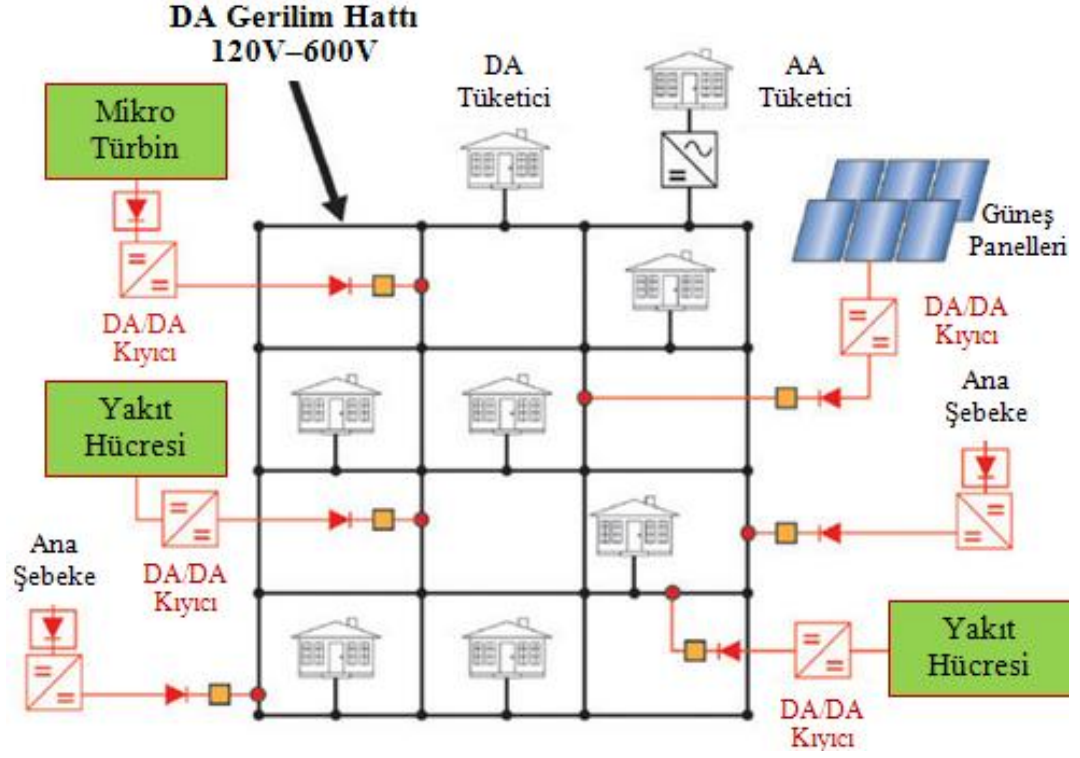 DA Gerilim Hattı
120V–600V
DA
Tüketici
AA
Tüketici
Mikro
Türbin
Güneş
Panelleri
DA/DA
Kıyıcı
DA/DA
Kıyıcı
Ana
Şebeke
Yakıt
Hücresi
Ana
Şebeke
DA/DA
Kıyıcı
Yakıt
Hücresi
DA/DA
Kıyıcı